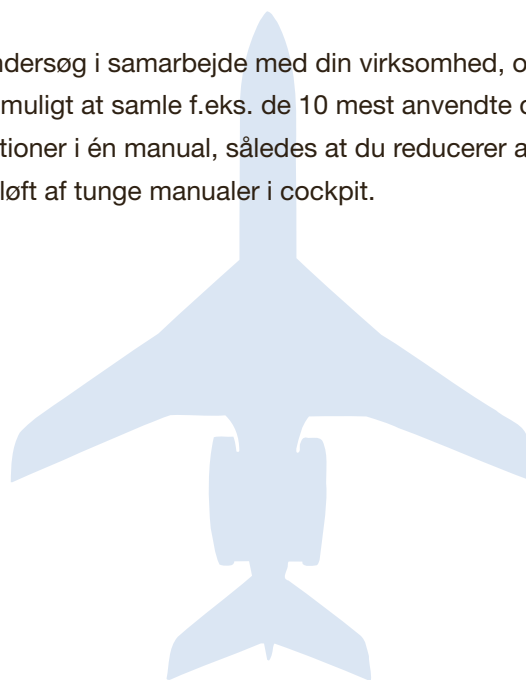 ndersøg i samarbejde med din virksomhed, o
muligt at samle f.eks. de 10 mest anvendte d
tioner i én manual, således at du reducerer a
løft af tunge manualer i cockpit.